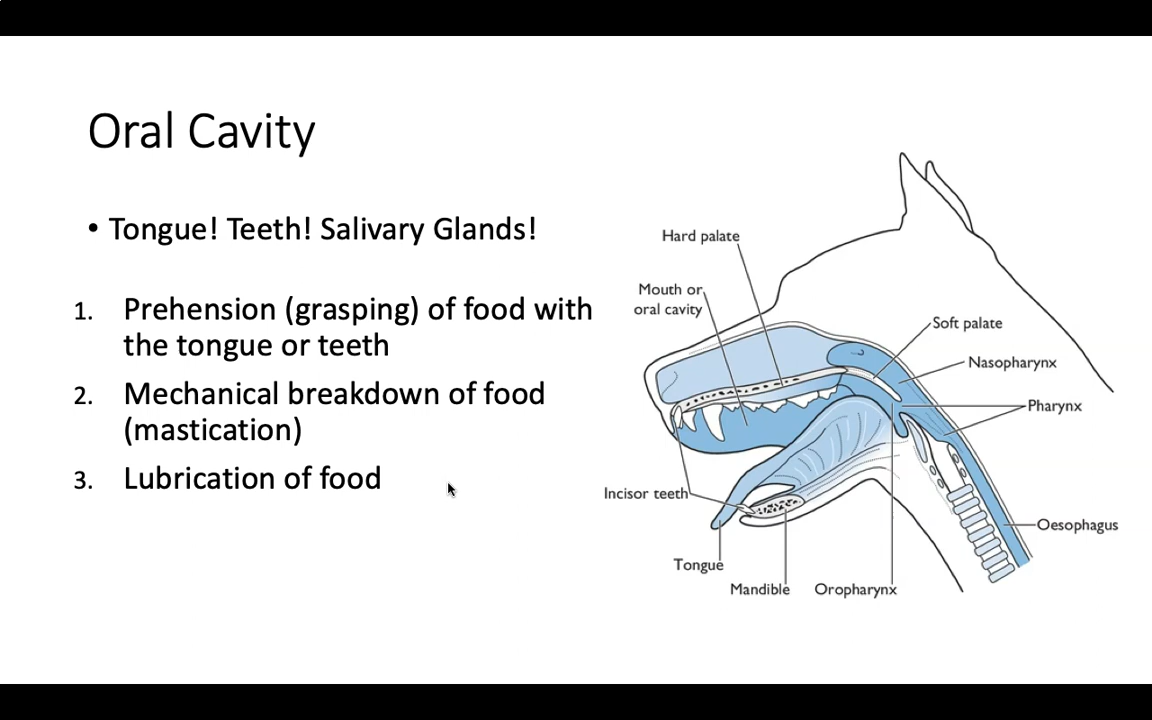 Oral Cavity
• Tongue! Teeth! Salivary Glands!
1. Prehension (grasping) of food with
the tongue or teeth
2. Mechanical breakdown of food
(mastication)
3. Lubrication of food
Hard palate
Mouth or
oral cavity
Soft palate
Nasopharynx
Pharynx
Incisor teeth
Oesophagus
Tongue
Mandible
Oropharynx